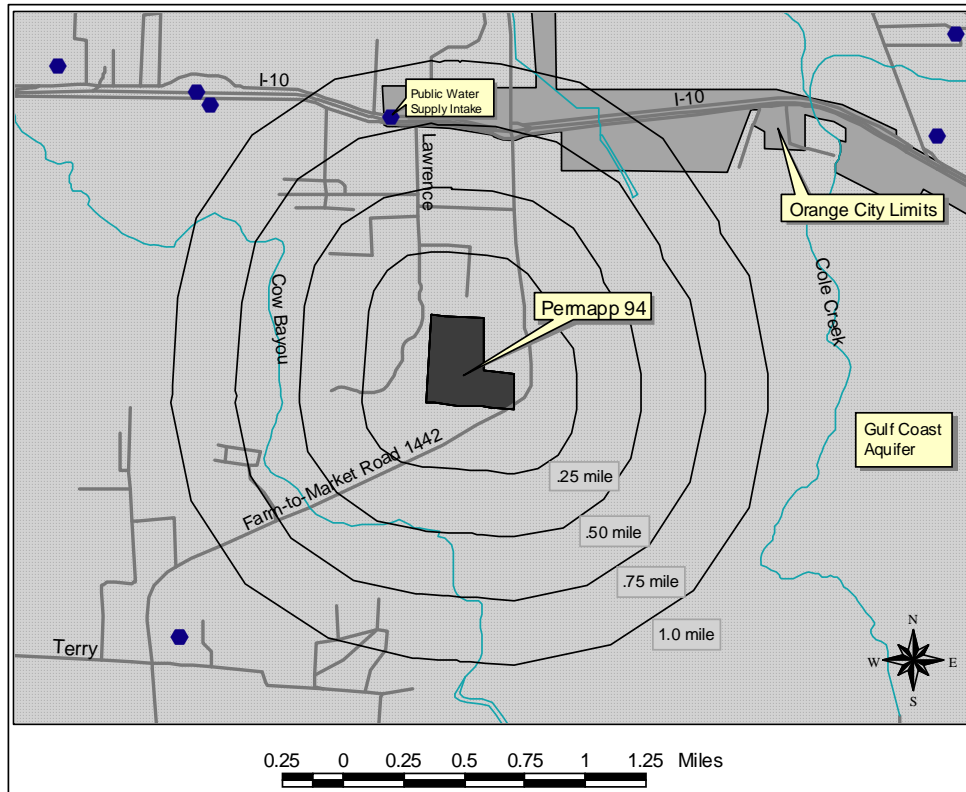 I-10
Public Water
Supply Intake
I-10
Lawrence
Orange City Limits
Cow Bayou
Cole Creek
Permapp 94
Gulf Coast
Aquifer
Farm-to-Market Road 1442
.25 mile
.50 mile
.75 mile
1.0 mile
Terry
N
W E
S
0.25 0 0.25 0.5 0.75 1 1.25 Miles